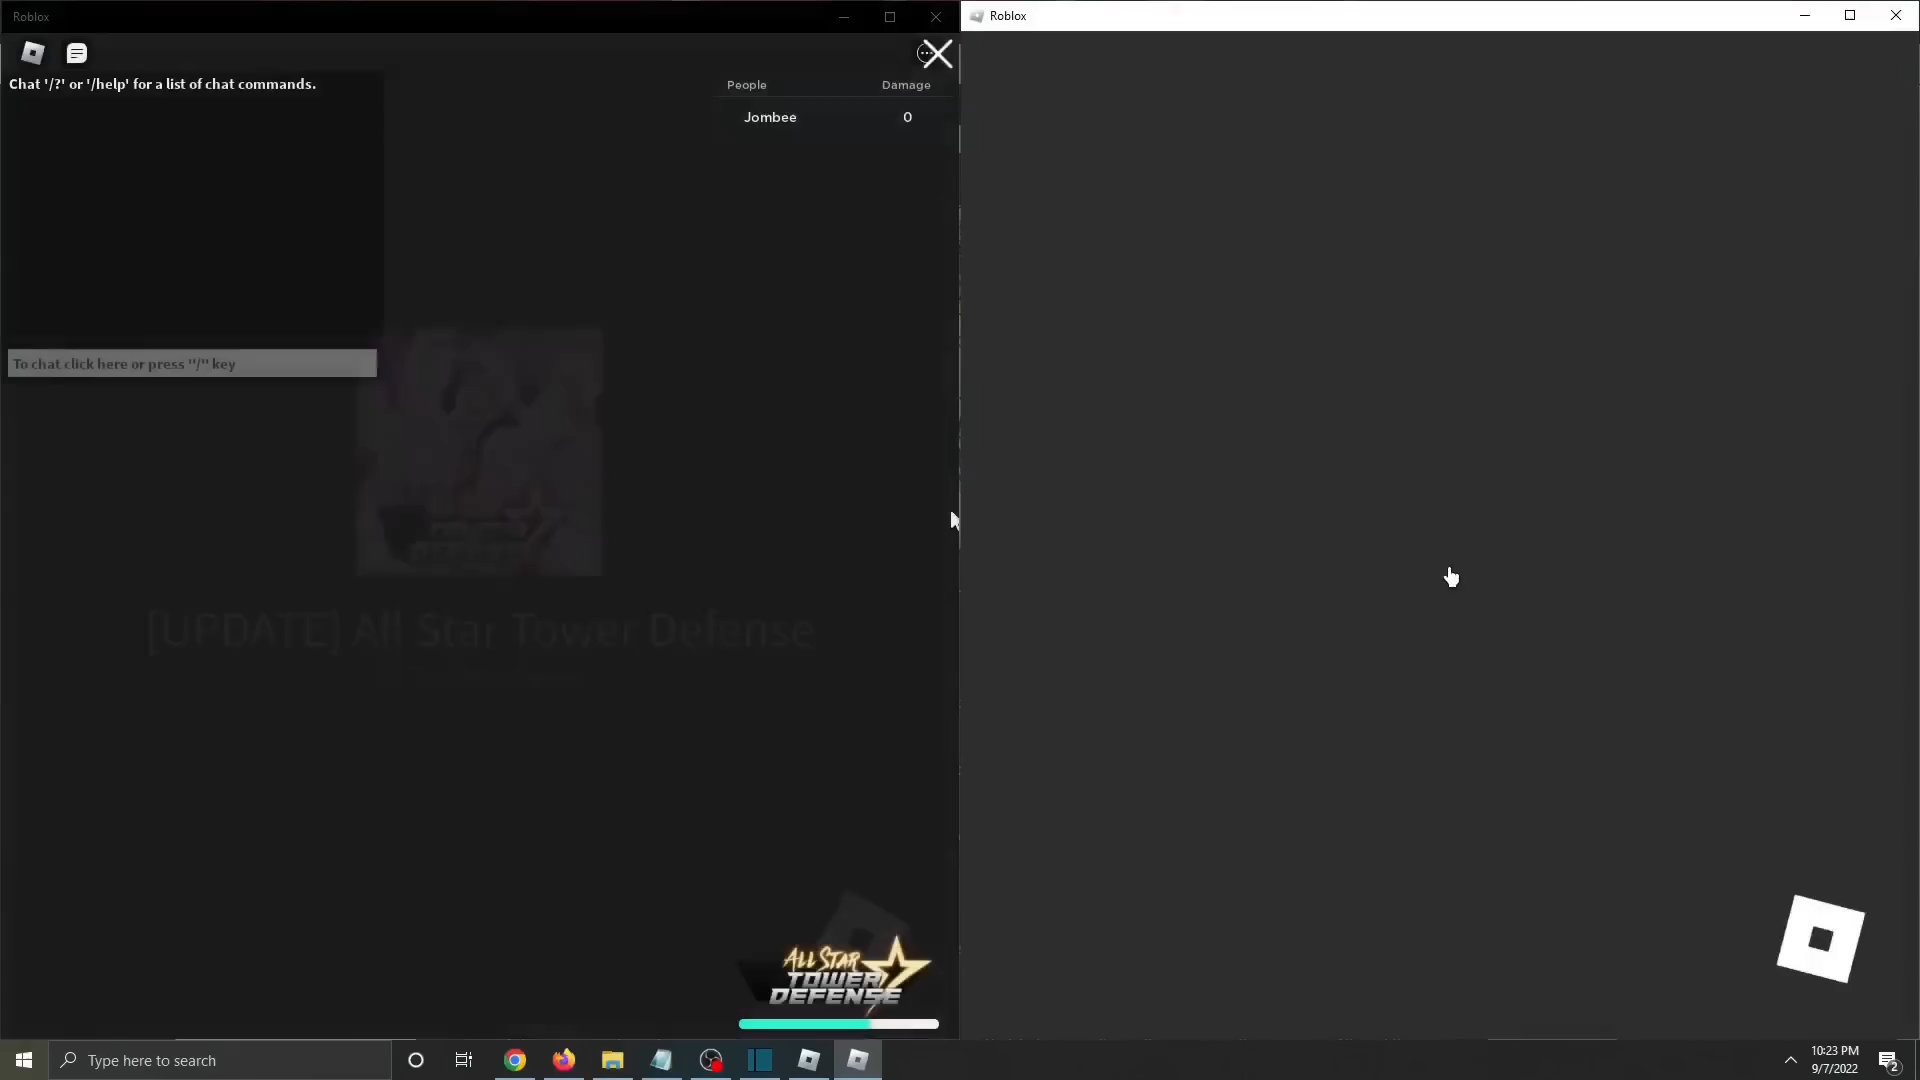 Roblox
Roblox
Chat '/?' or '/help' for a list of chat commands.
People Damage
Jombee 0
To chat click here or press "/" key
[UPDATE] All Star Tower Defense
ALL STAR
TOWER
DEFENSE
Type here to search
10:23 PM
9/7/2022
2